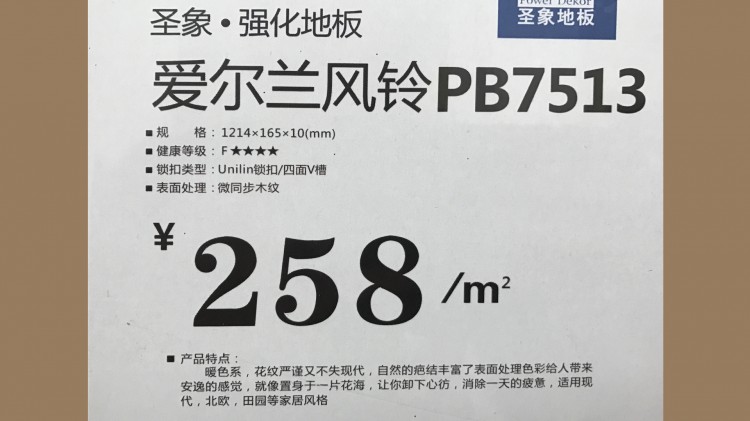 Power Dekor
圣象地板
圣象·强化地板
爱尔兰风铃PB7513
■ 规 格：1214×165×10(mm)
■ 健康等级：F★★★★
■ 锁扣类型：Unilin锁扣/四面V槽
■ 表面处理：微同步木纹
¥ 258/m²
■ 产品特点：
暖色系，花纹严谨又不失现代，自然的疤结丰富了表面处理色彩给人带来
安逸的感觉，就像置身于一片花海，让你卸下心彷，消除一天的疲惫，适用现
代，北欧，田园等家居风格